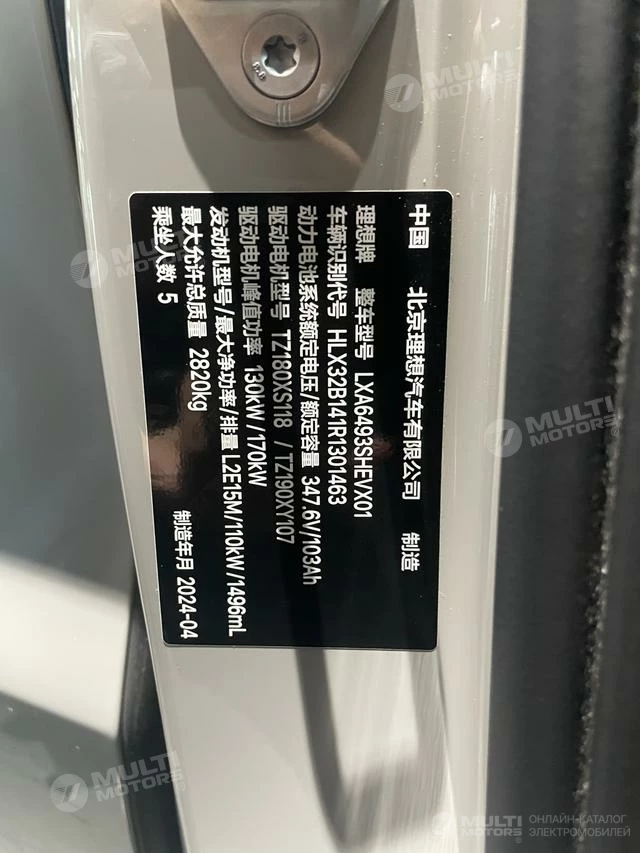 中国 北京理想汽车有限公司 制造
理想牌 整车型号 LXA6493SHEVX01
车辆识别代号 HLX32B141R1301463
动力电池系统额定电压/额定容量 347.6V/103Ah
驱动电机型号 TZ180XS118 / TZ190XY107
驱动电机峰值功率 130kW/170kW
发动机型号/最大净功率/排量 L2E15M/110kW/1496mL
最大允许总质量 2820kg
乘坐人数 5 制造年月 2024-04
MULTI MOTORS
MULTI MOTORS
MULTI MOTORS
MULTI MOTORS
MULTI MOTORS
ОНЛАЙН-КАТАЛОГ
ЭЛЕКТРОМОБИЛЕЙ